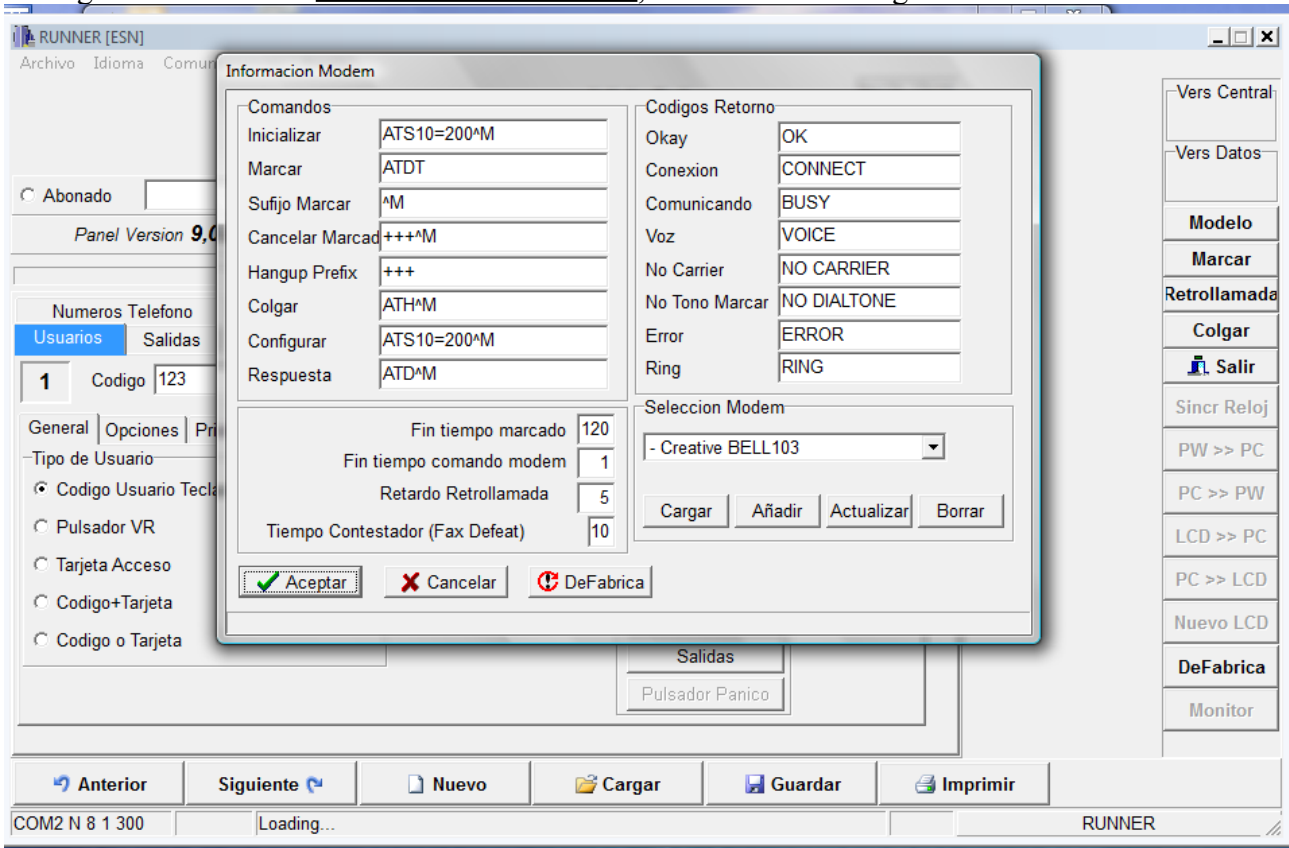 RUNNER [ESN]
Archivo Idioma Comun
Informacion Modem
Comandos
Inicializar ATS10=200^M
Marcar ATDT
Sufijo Marcar ^M
Cancelar Marcad +++^M
Hangup Prefix +++
Colgar ATH^M
Configurar ATS10=200^M
Respuesta ATD^M
Codigos Retorno
Okay OK
Conexion CONNECT
Comunicando BUSY
Voz VOICE
No Carrier NO CARRIER
No Tono Marcar NO DIALTONE
Error ERROR
Ring RING
Fin tiempo marcado 120
Fin tiempo comando modem 1
Retardo Retrollamada 5
Tiempo Contestador (Fax Defeat) 10
Seleccion Modem
- Creative BELL103
Cargar Añadir Actualizar Borrar
Aceptar Cancelar DeFabrica
Abonado
Panel Version 9,0
Numeros Telefono
Usuarios Salidas
1 Codigo 123
General Opciones Pri
Tipo de Usuario
Codigo Usuario Tecla
Pulsador VR
Tarjeta Acceso
Codigo+Tarjeta
Codigo o Tarjeta
Salidas
Pulsador Panico
Vers Central
Vers Datos
Modelo
Marcar
Retrollamada
Colgar
Salir
Sincr Reloj
PW >> PC
PC >> PW
LCD >> PC
PC >> LCD
Nuevo LCD
DeFabrica
Monitor
Anterior Siguiente Nuevo Cargar Guardar Imprimir
COM2 N 8 1 300 Loading... RUNNER